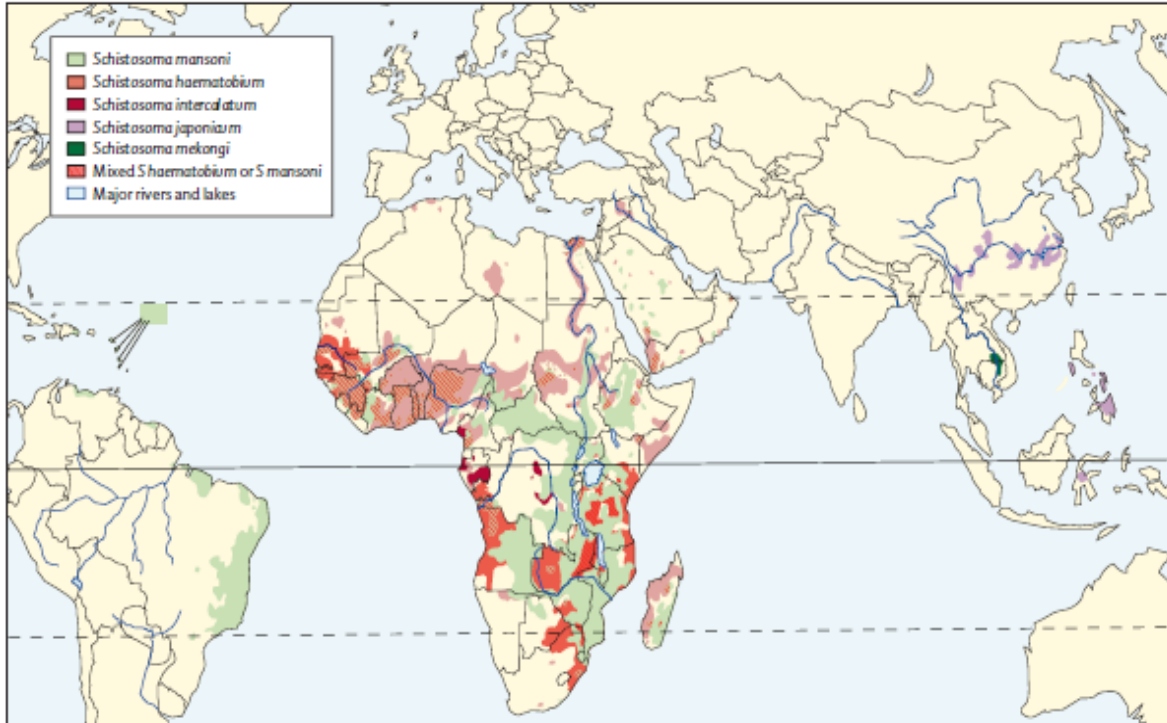 Schistosoma mansoni
Schistosoma haematobium
Schistosoma intercalatum
Schistosoma japonicum
Schistosoma mekongi
Mixed S haematobium or S mansoni
Major rivers and lakes